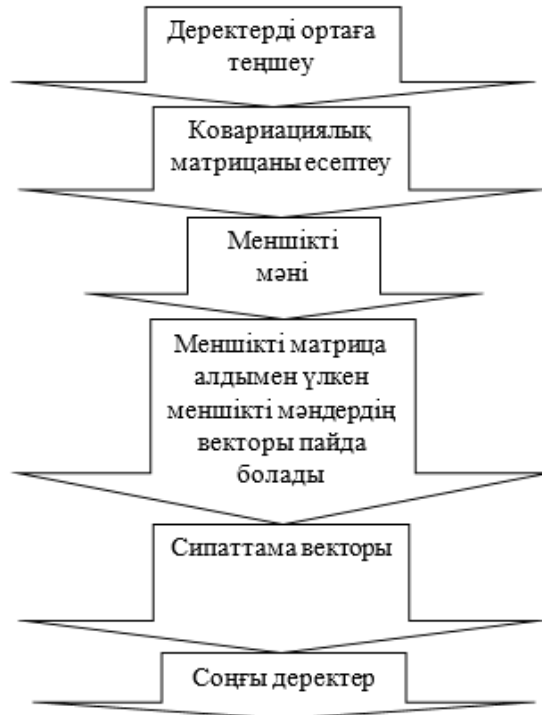 Деректерді ортаға
теңшеу
Ковариациялық
матрицаны есептеу
Меншікті
мәні
Меншікті матрица
алдымен үлкен
меншікті мәндердің
векторы пайда
болады
Сипаттама векторы
Соңғы деректер